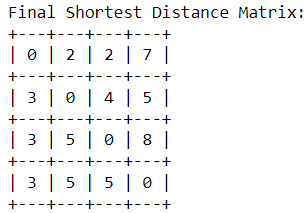 Final Shortest Distance Matrix:
+---+---+---+---+
| 0 | 2 | 2 | 7 |
+---+---+---+---+
| 3 | 0 | 4 | 5 |
+---+---+---+---+
| 3 | 5 | 0 | 8 |
+---+---+---+---+
| 3 | 5 | 5 | 0 |
+---+---+---+---+